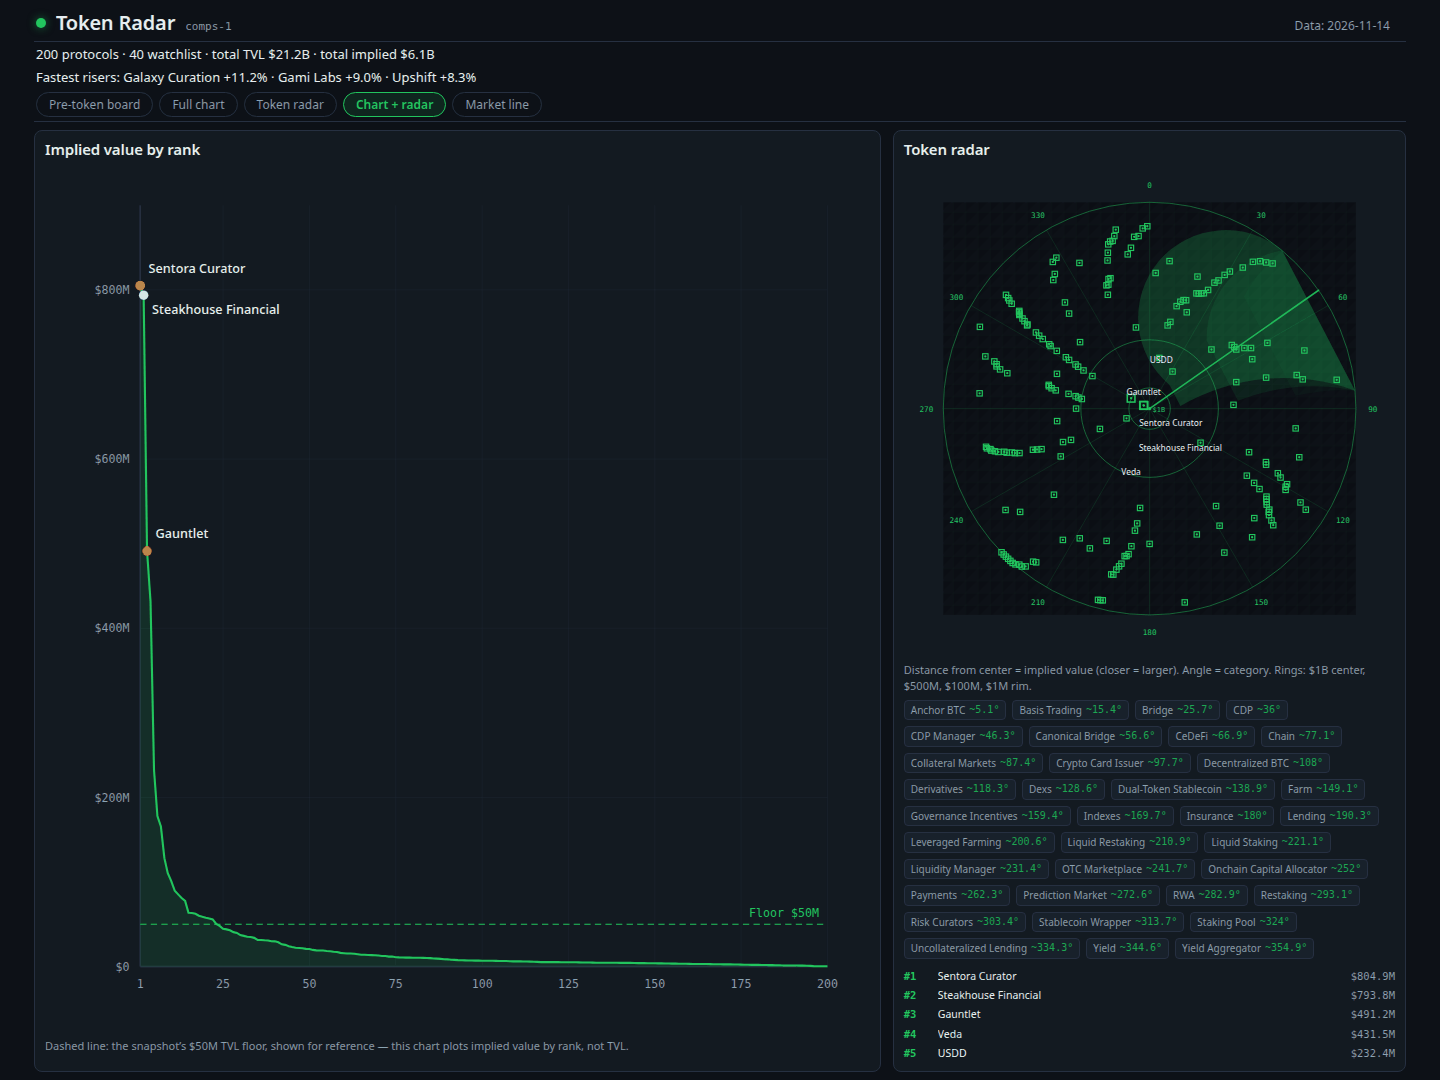 Token Radar comps-1
Data: 2026-11-14
200 protocols · 40 watchlist · total TVL $21.2B · total implied $6.1B
Fastest risers: Galaxy Curation +11.2% · Gami Labs +9.0% · Upshift +8.3%
Pre-token board Full chart Token radar Chart + radar Market line
Implied value by rank
Sentora Curator
$800M
Steakhouse Financial
$600M
Gauntlet
$400M
$200M
Floor $50M
$0
1 25 50 75 100 125 150 175 200
Dashed line: the snapshot's $50M TVL floor, shown for reference — this chart plots implied value by rank, not TVL.
Token radar
0
330 30
300 60
USDD
Gauntlet
270 $1B 90
Sentora Curator
Steakhouse Financial
Veda
240 120
210 150
180
Distance from center = implied value (closer = larger). Angle = category. Rings: $1B center,
$500M, $100M, $1M rim.
Anchor BTC ~5.1° Basis Trading ~15.4° Bridge ~25.7° CDP ~36°
CDP Manager ~46.3° Canonical Bridge ~56.6° CeDeFi ~66.9° Chain ~77.1°
Collateral Markets ~87.4° Crypto Card Issuer ~97.7° Decentralized BTC ~108°
Derivatives ~118.3° Dexs ~128.6° Dual-Token Stablecoin ~138.9° Farm ~149.1°
Governance Incentives ~159.4° Indexes ~169.7° Insurance ~180° Lending ~190.3°
Leveraged Farming ~200.6° Liquid Restaking ~210.9° Liquid Staking ~221.1°
Liquidity Manager ~231.4° OTC Marketplace ~241.7° Onchain Capital Allocator ~252°
Payments ~262.3° Prediction Market ~272.6° RWA ~282.9° Restaking ~293.1°
Risk Curators ~303.4° Stablecoin Wrapper ~313.7° Staking Pool ~324°
Uncollateralized Lending ~334.3° Yield ~344.6° Yield Aggregator ~354.9°
#1 Sentora Curator $804.9M
#2 Steakhouse Financial $793.8M
#3 Gauntlet $491.2M
#4 Veda $431.5M
#5 USDD $232.4M